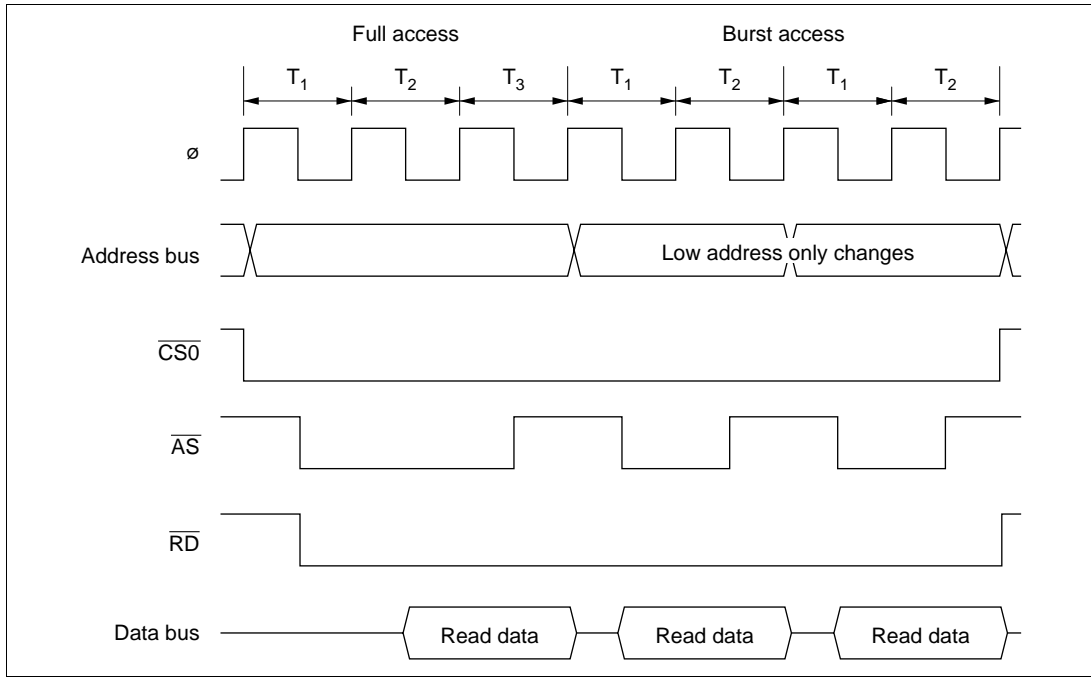 Full access Burst access
T1 T2 T3 T1 T2 T1 T2
ø
Address bus Low address only changes
CS0
AS
RD
Data bus Read data Read data Read data